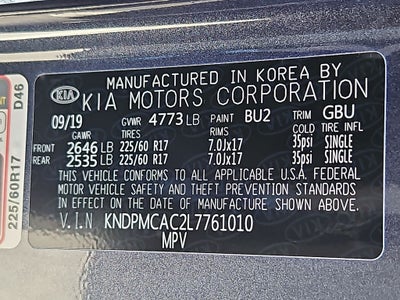 MANUFACTURED IN KOREA BY
KIA KIA MOTORS CORPORATION
09/19 GVWR 4773 LB PAINT BU2 TRIM GBU
GAWR TIRES RIMS COLD TIRE INFL
FRONT 2646 LB 225/60 R17 7.0Jx17 35psi SINGLE
REAR 2535 LB 225/60 R17 7.0Jx17 35psi SINGLE
THIS VEHICLE CONFORMS TO ALL APPLICABLE U.S.A. FEDERAL
MOTOR VEHICLE SAFETY AND THEFT PREVENTION STANDARDS
IN EFFECT ON THE DATE OF MANUFACTURE SHOWN ABOVE.
V.I.N KNDPMCAC2L7761010
MPV
225/60R17 D46